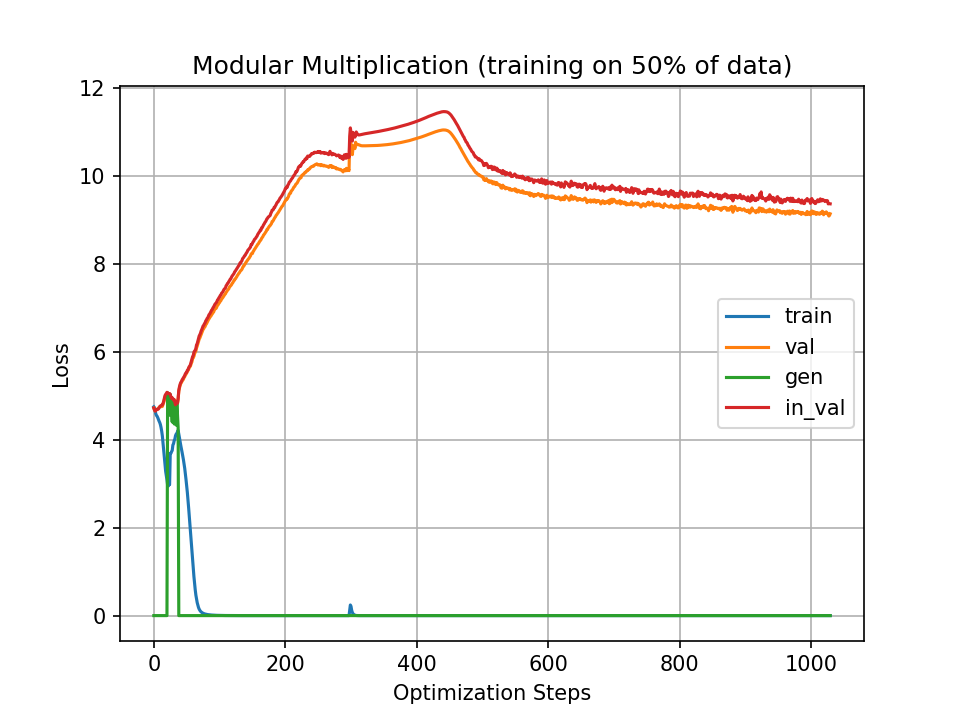 Modular Multiplication (training on 50% of data)
12
10
8
6
4
2
0
Loss
train
val
gen
in_val
0 200 400 600 800 1000
Optimization Steps